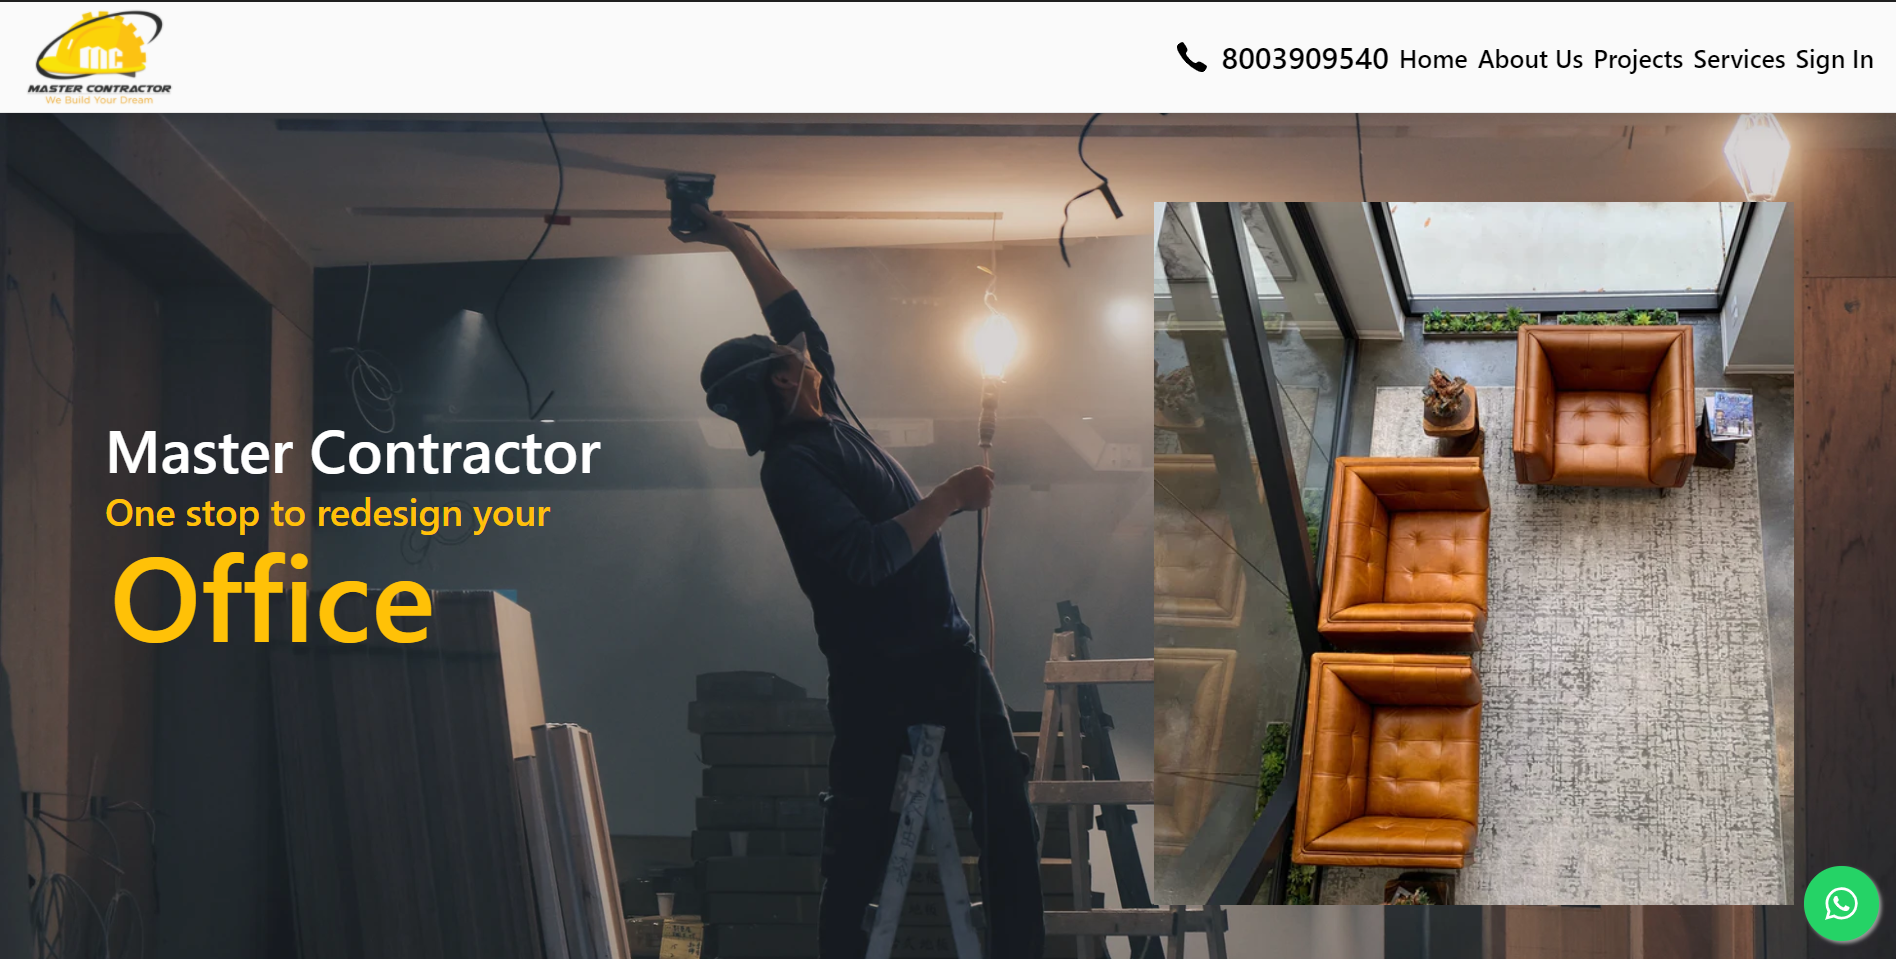 MC
MASTER CONTRACTOR
We Build Your Dream
8003909540 Home About Us Projects Services Sign In
Master Contractor
One stop to redesign your
Office